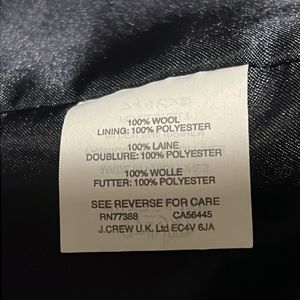 100% WOOL
LINING: 100% POLYESTER
100% LAINE
DOUBLURE: 100% POLYESTER
100% WOLLE
FUTTER: 100% POLYESTER
SEE REVERSE FOR CARE
RN77388 CA56445
J.CREW U.K. Ltd EC4V 6JA